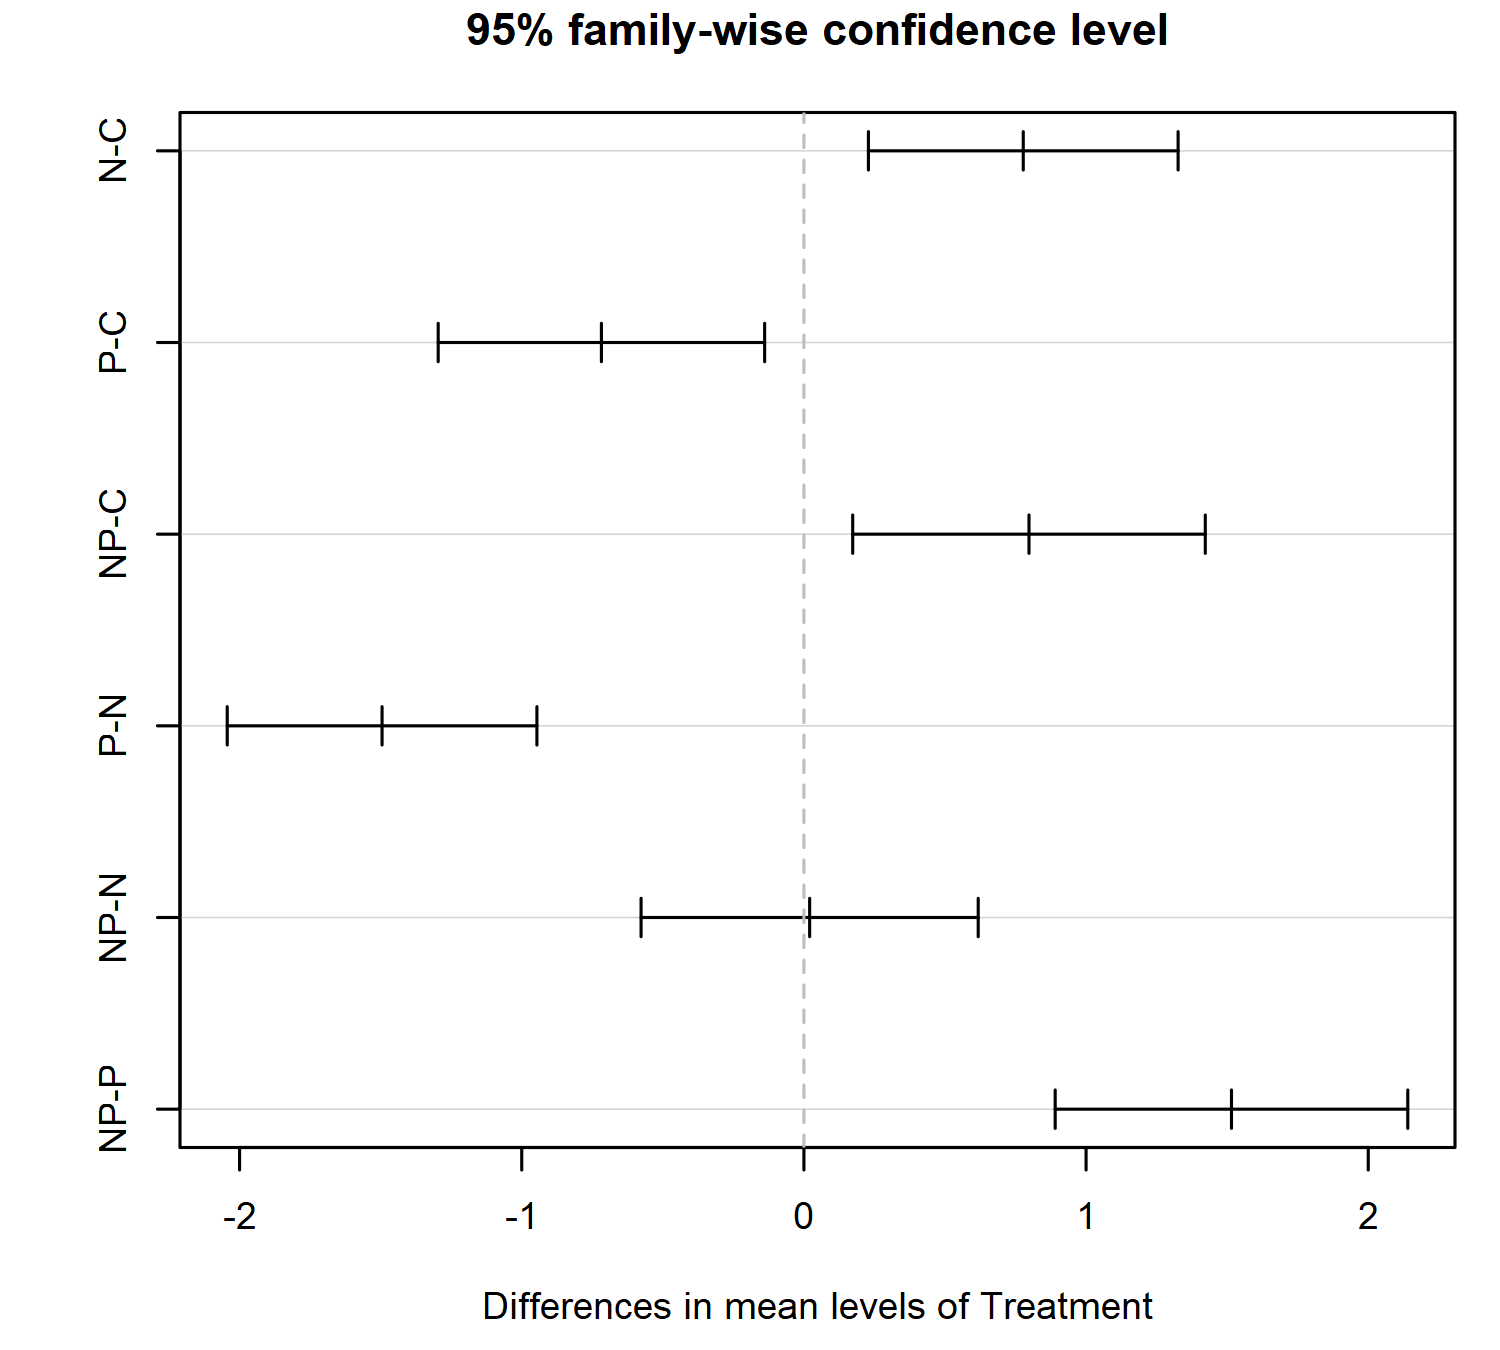 95% family-wise confidence level
N-C
P-C
NP-C
P-N
NP-N
NP-P
-2 -1 0 1 2
Differences in mean levels of Treatment